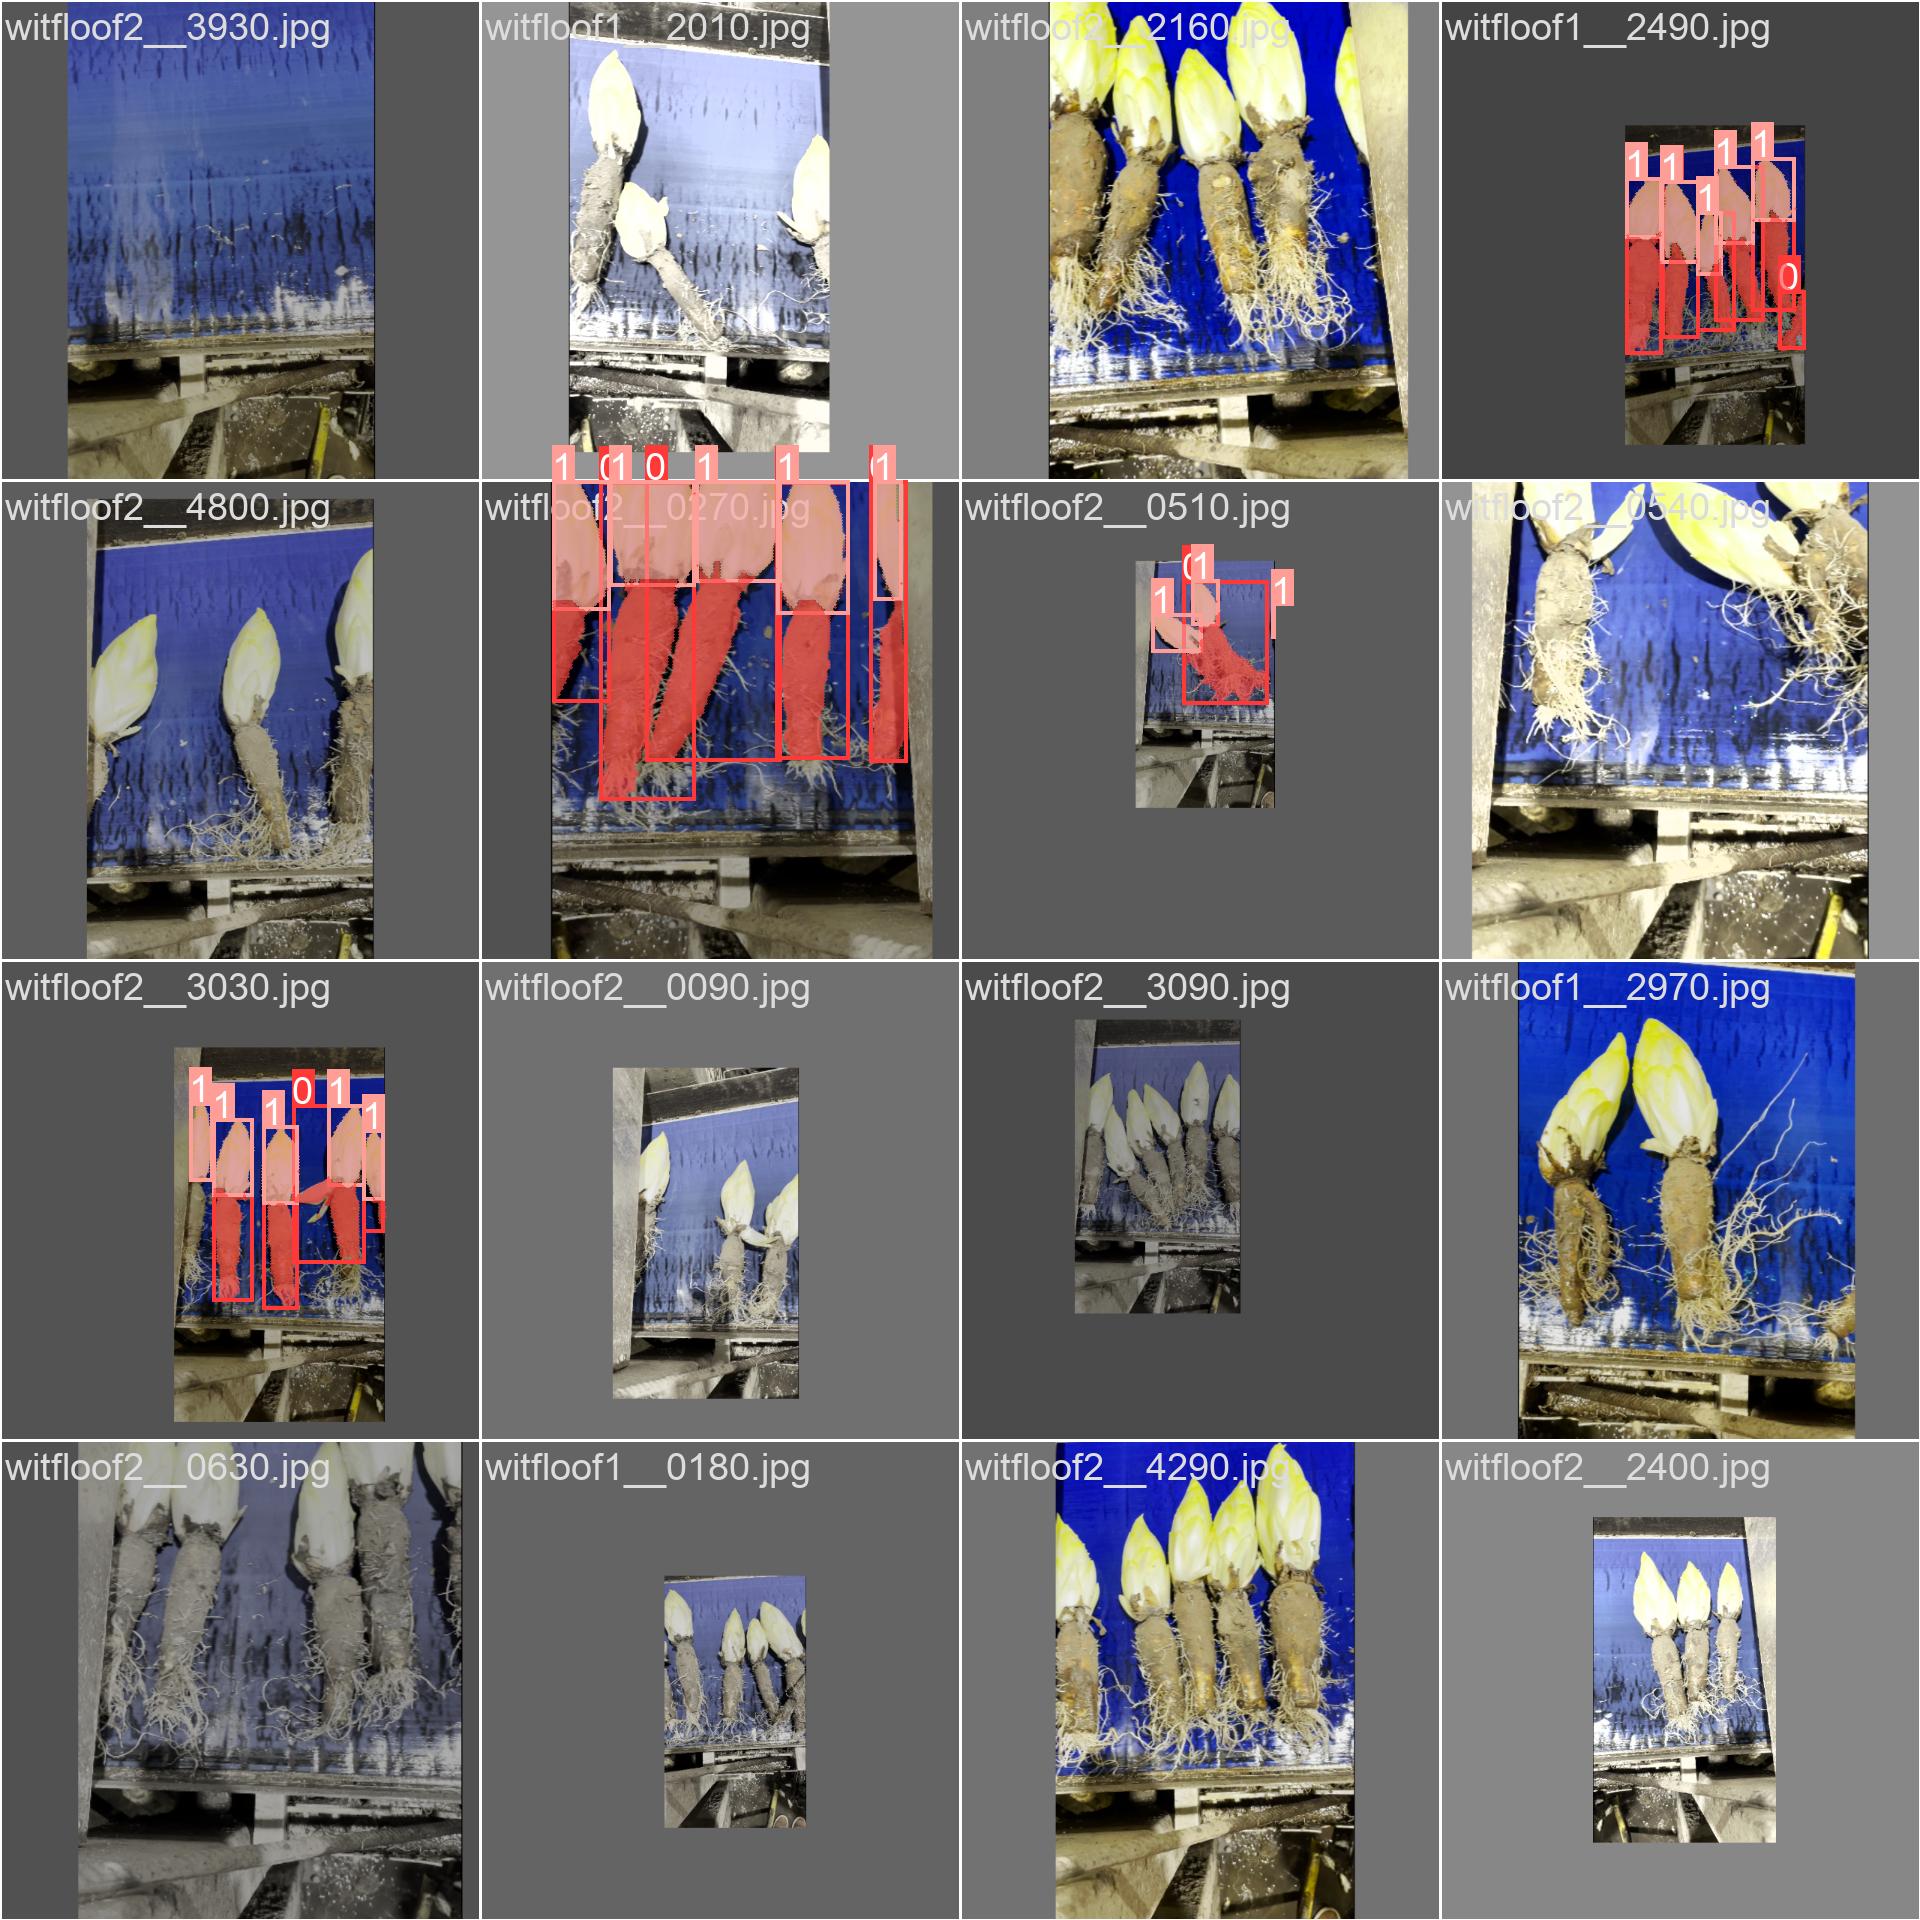 witfloof2__3930.jpg
witfloof1__2010.jpg
witfloof2__2160.jpg
witfloof1__2490.jpg
1
1
1
1
1
0
witfloof2__4800.jpg
witfloof2__0270.jpg
1
0
1
0
1
1
1
witfloof2__0510.jpg
0
1
1
1
witfloof2__0540.jpg
witfloof2__3030.jpg
1
1
1
0
1
1
witfloof2__0090.jpg
witfloof2__3090.jpg
witfloof1__2970.jpg
witfloof2__0630.jpg
witfloof1__0180.jpg
witfloof2__4290.jpg
witfloof2__2400.jpg